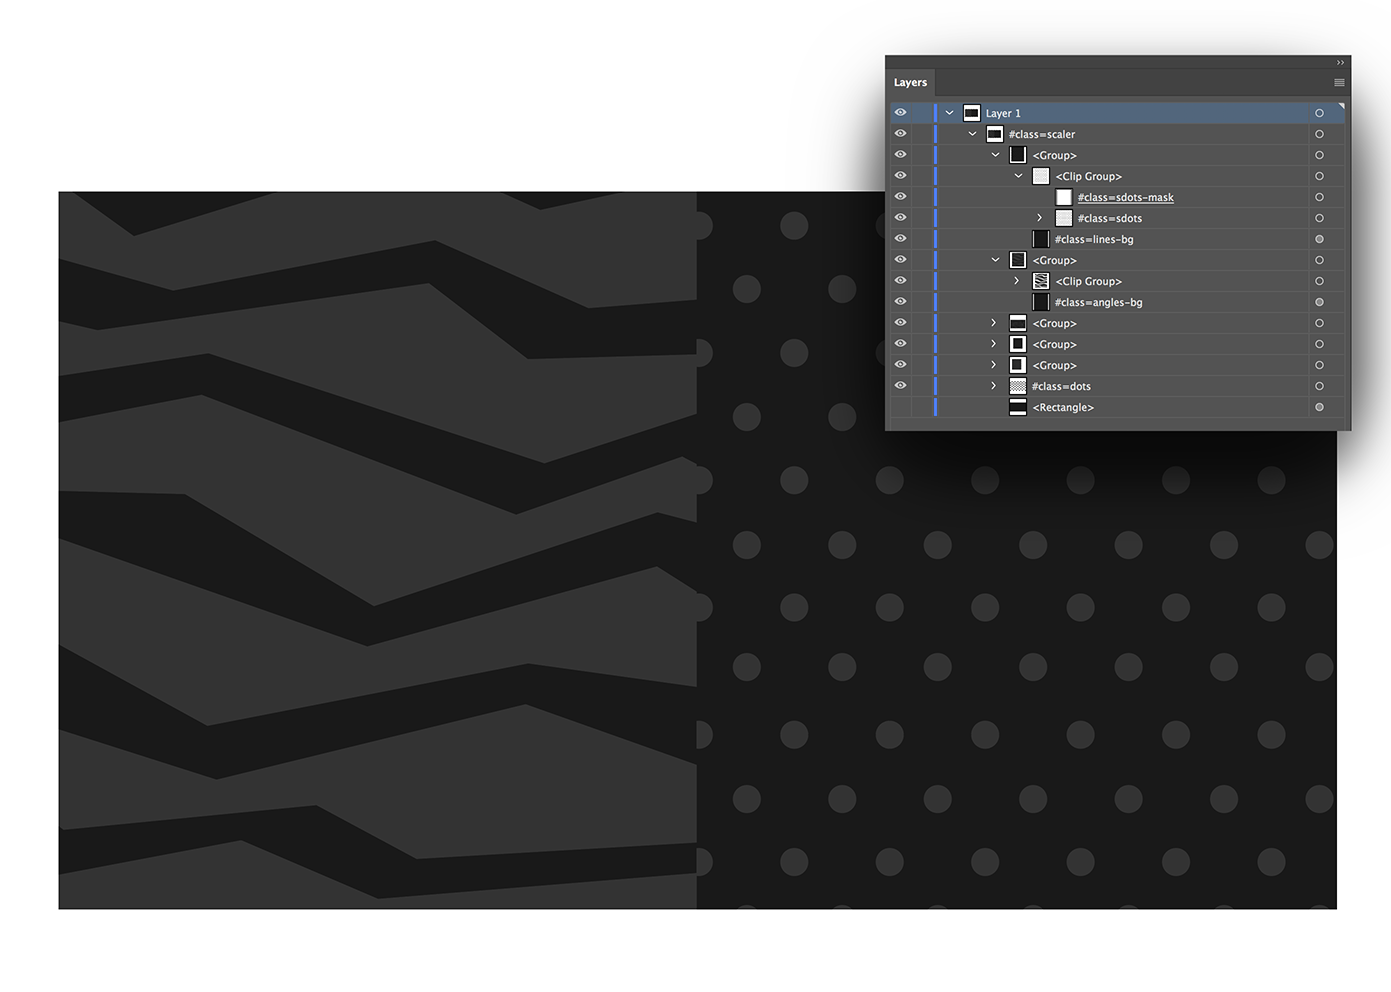 Layers
Layer 1
#class=scaler
<Group>
<Clip Group>
#class=sdots-mask
#class=sdots
#class=lines-bg
<Group>
<Clip Group>
#class=angles-bg
<Group>
<Group>
<Group>
#class=dots
<Rectangle>